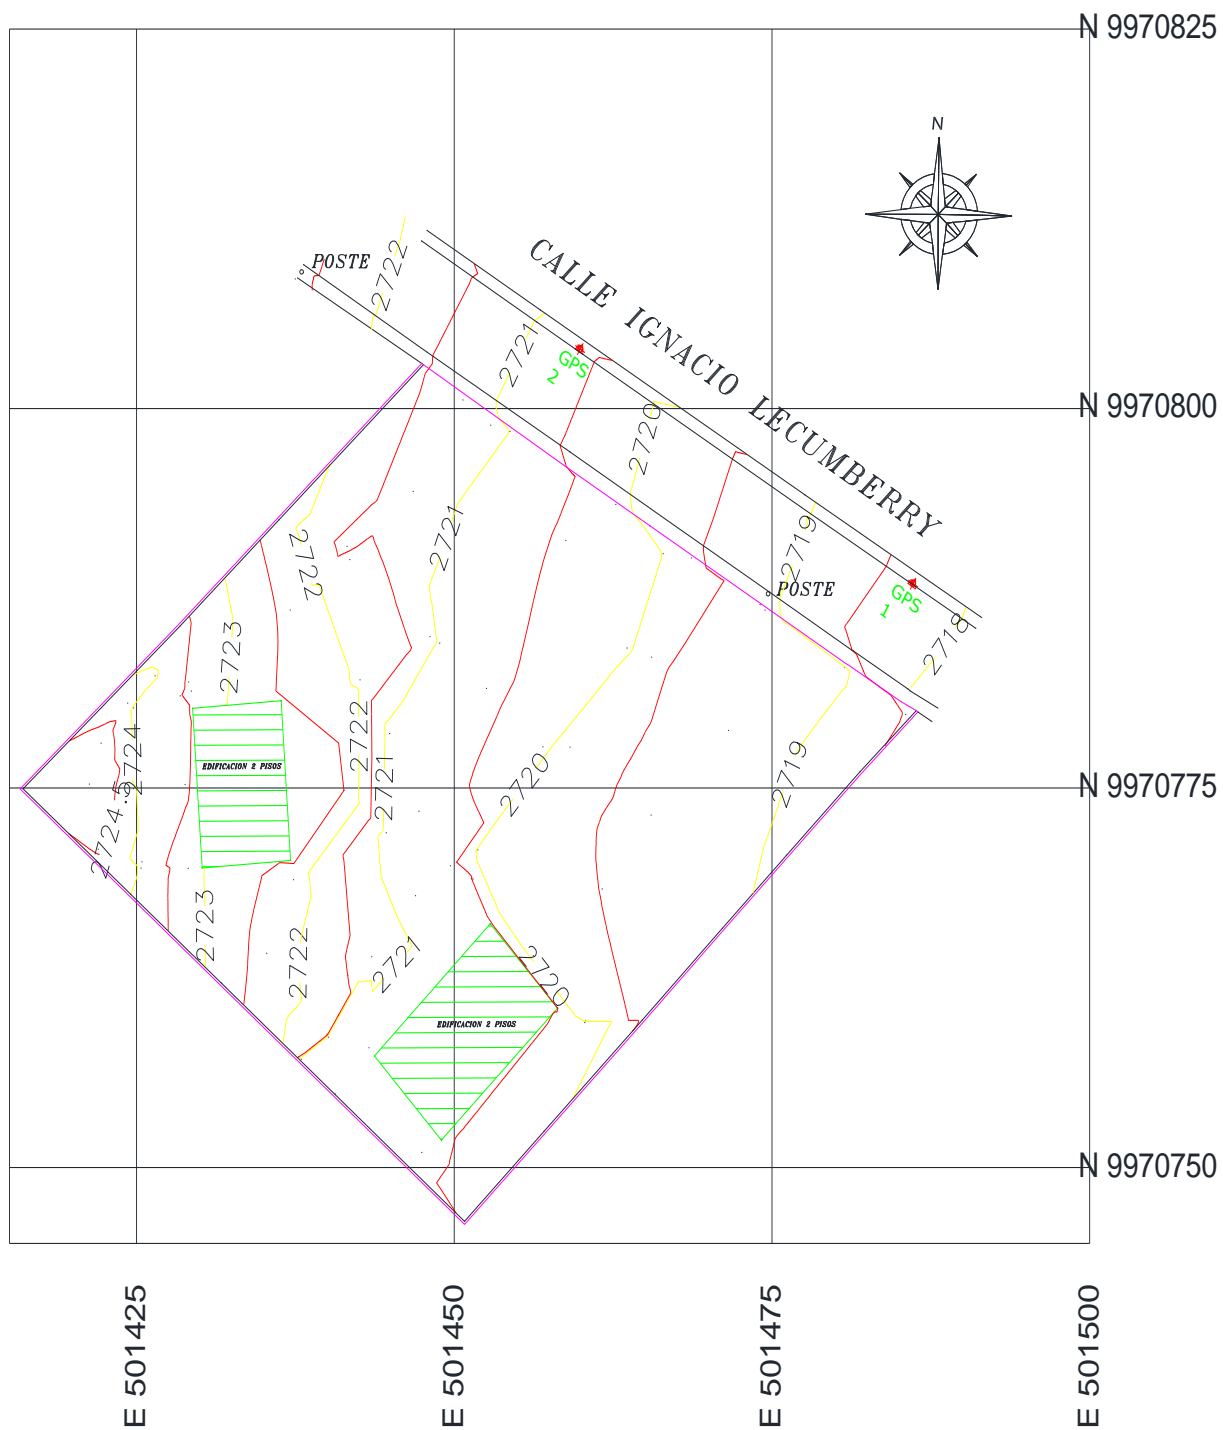 N 9970825
N
2722
POSTE
CALLE IGNACIO LECUMBERRY
2721
GPS
2
N 9970800
2720
2721
2719
2722
POSTE
GPS
1
2718
2723
2722
2724
2719
EDIFICACION 2 PISOS
2721
2720
N 9970775
2724.5
2723
2722
2721
2720
EDIFICACION 2 PISOS
N 9970750
E 501425
E 501450
E 501475
E 501500